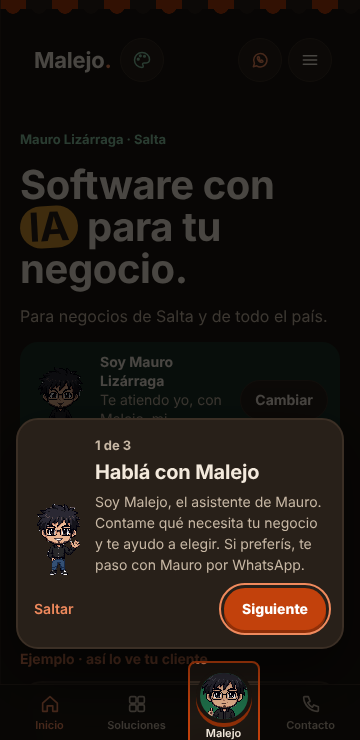 Malejo.
Mauro Lizárraga · Salta
Software con
IA para tu
negocio.
Para negocios de Salta y de todo el país.
Soy Mauro
Lizárraga
Te atiendo yo, con
Cambiar
1 de 3
Hablá con Malejo
Soy Malejo, el asistente de Mauro.
Contame qué necesita tu negocio
y te ayudo a elegir. Si preferís, te
paso con Mauro por WhatsApp.
Saltar
Siguiente
Ejemplo · así lo ve tu cliente
Inicio
Soluciones
Malejo
Contacto